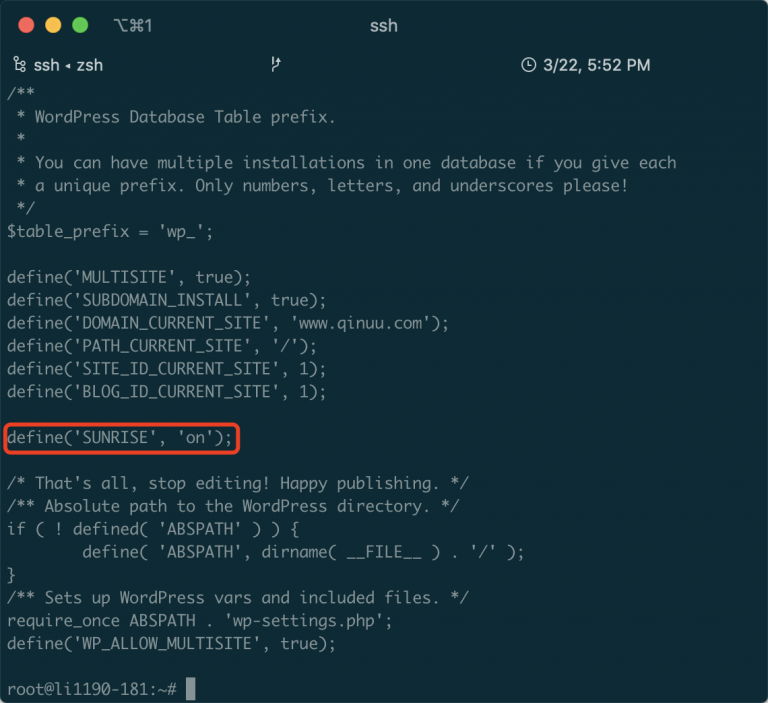 ⌥⌘1 ssh
ssh ◂ zsh 3/22, 5:52 PM
/**
 * WordPress Database Table prefix.
 *
 * You can have multiple installations in one database if you give each
 * a unique prefix. Only numbers, letters, and underscores please!
 */
$table_prefix = 'wp_';

define('MULTISITE', true);
define('SUBDOMAIN_INSTALL', true);
define('DOMAIN_CURRENT_SITE', 'www.qinuu.com');
define('PATH_CURRENT_SITE', '/');
define('SITE_ID_CURRENT_SITE', 1);
define('BLOG_ID_CURRENT_SITE', 1);

define('SUNRISE', 'on');

/* That's all, stop editing! Happy publishing. */
/** Absolute path to the WordPress directory. */
if ( ! defined( 'ABSPATH' ) ) {
        define( 'ABSPATH', dirname( __FILE__ ) . '/' );
}
/** Sets up WordPress vars and included files. */
require_once ABSPATH . 'wp-settings.php';
define('WP_ALLOW_MULTISITE', true);

root@li1190-181:~#